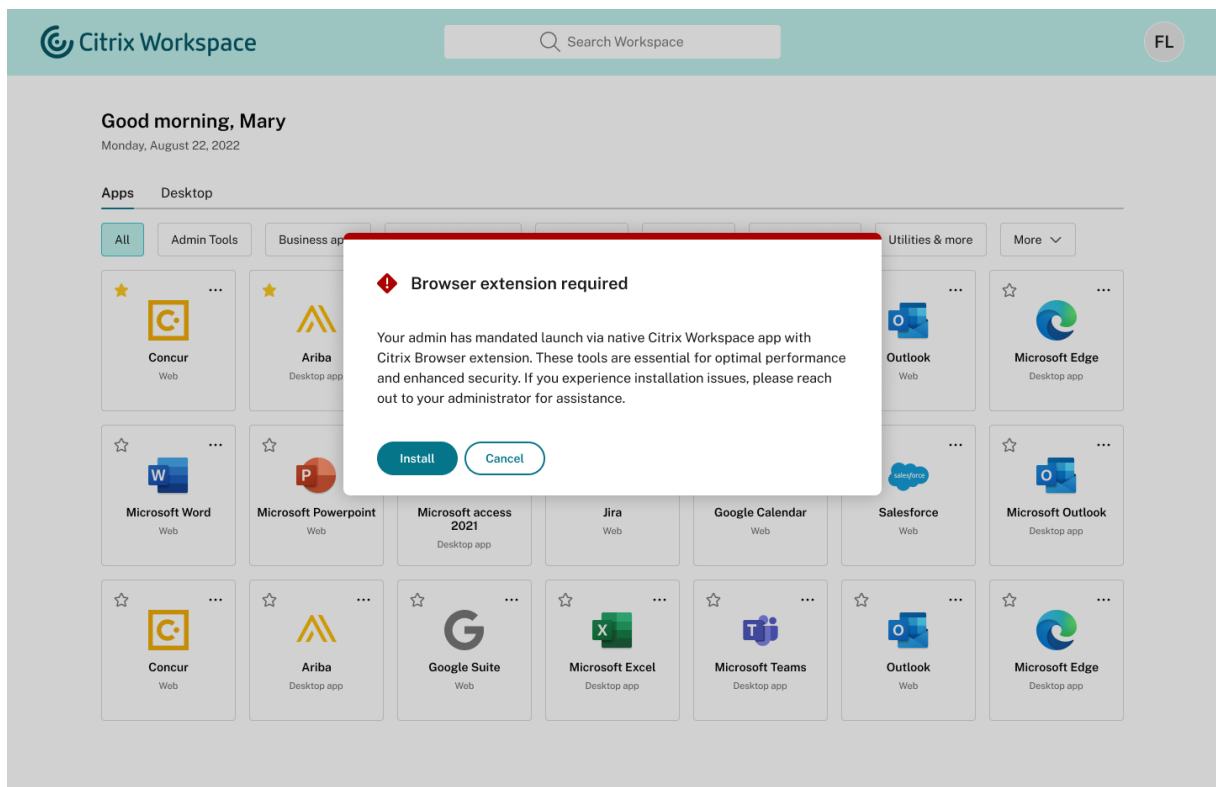 Citrix Workspace
Search Workspace
FL
Good morning, Mary
Monday, August 22, 2022
Apps
Desktop
All
Admin Tools
Business
Utilities & more
More
Browser extension required
Your admin has mandated launch via native Citrix Workspace app with
Citrix Browser extension. These tools are essential for optimal performance
and enhanced security. If you experience installation issues, please reach
out to your administrator for assistance.
Install
Cancel
Concur
Web
Ariba
Desktop app
O
Outlook
Web
Microsoft Edge
Desktop app
W
Microsoft Word
Web
P
Microsoft Powerpoint
Web
Microsoft access
2021
Desktop app
Jira
Web
Google Calendar
Web
salesforce
Salesforce
Web
O
Microsoft Outlook
Desktop app
Concur
Web
Ariba
Desktop app
G
Google Suite
Web
X
Microsoft Excel
Desktop app
T
Microsoft Teams
Desktop app
O
Outlook
Web
Microsoft Edge
Desktop app